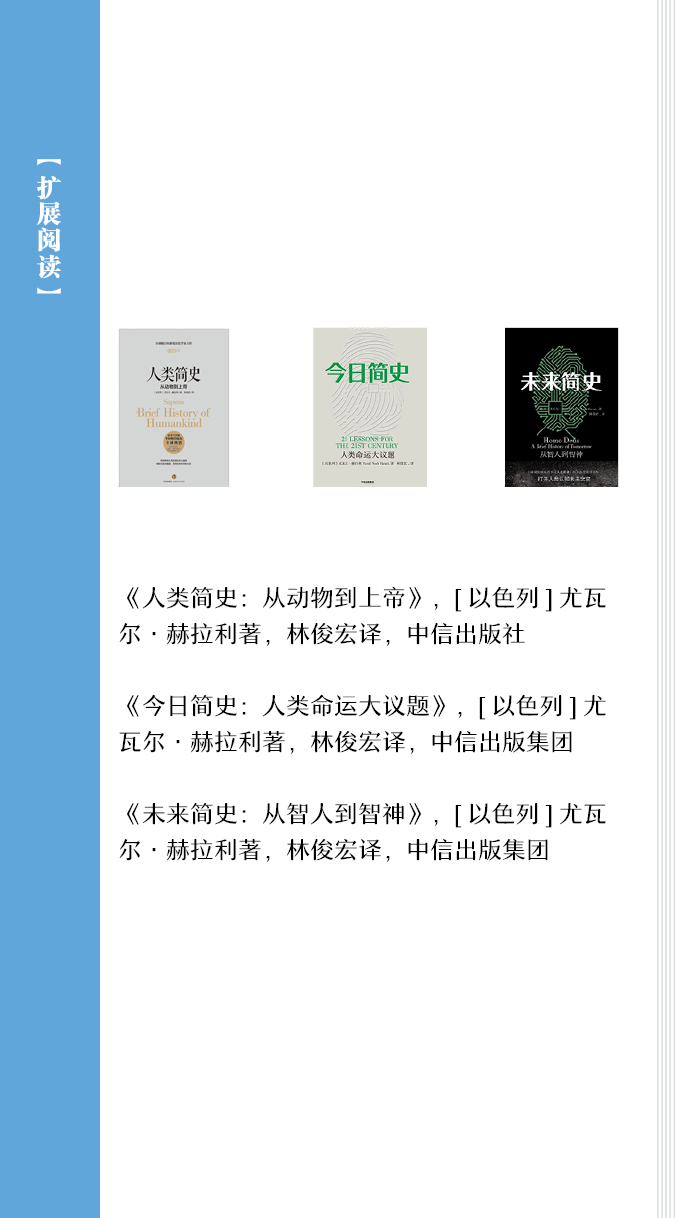 【扩展阅读】
人类简史
从动物到上帝
Sapiens
Brief History of
Humankind
今日简史
21 LESSONS FOR
THE 21ST CENTURY
人类命运大议题
未来简史
Homo Deus
A Brief History of Tomorrow
从智人到智神
《人类简史：从动物到上帝》，[以色列]尤瓦
尔·赫拉利著，林俊宏译，中信出版社
《今日简史：人类命运大议题》，[以色列]尤
瓦尔·赫拉利著，林俊宏译，中信出版集团
《未来简史：从智人到智神》，[以色列]尤瓦
尔·赫拉利著，林俊宏译，中信出版集团